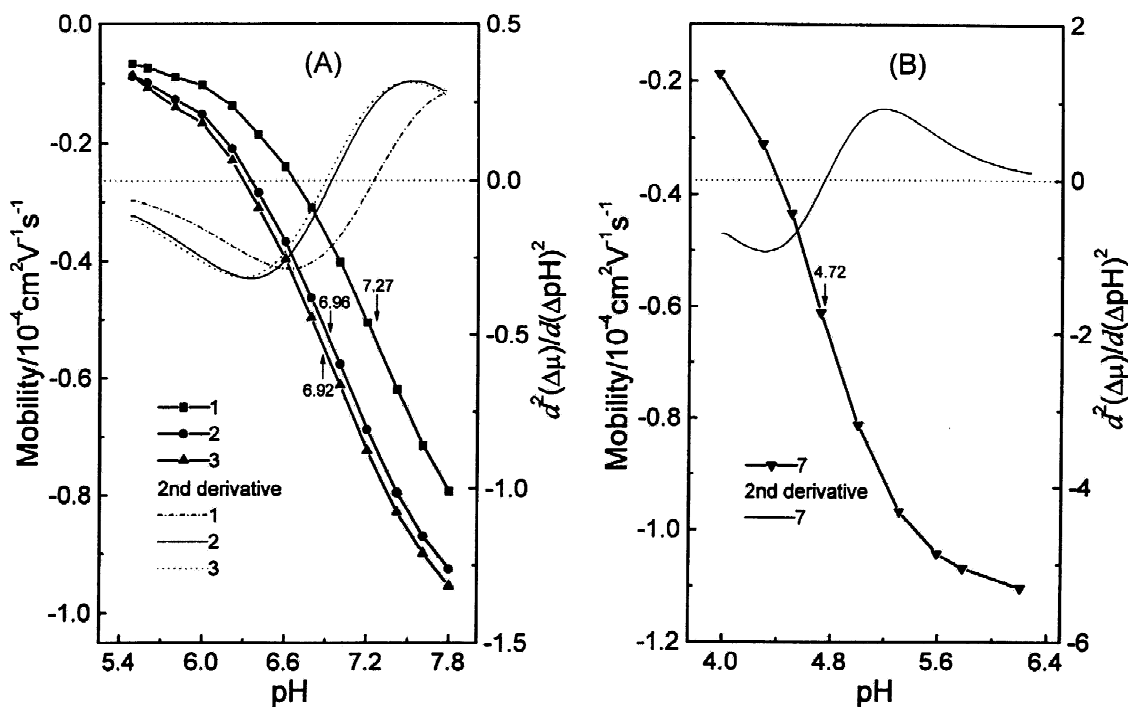 (A)
Mobility/10⁻⁴cm²V⁻¹s⁻¹
0.0
-0.2
-0.4
-0.6
-0.8
-1.0
0.5
0.0
-0.5
-1.0
-1.5
d²(Δμ)/d(ΔpH)²
7.27
6.96
6.92
1
2
3
2nd derivative
1
2
3
5.4 6.0 6.6 7.2 7.8
pH
(B)
Mobility/10⁻⁴cm²V⁻¹s⁻¹
-0.2
-0.4
-0.6
-0.8
-1.0
-1.2
2
0
-2
-4
-6
d²(Δμ)/d(ΔpH)²
4.72
7
2nd derivative
7
4.0 4.8 5.6 6.4
pH